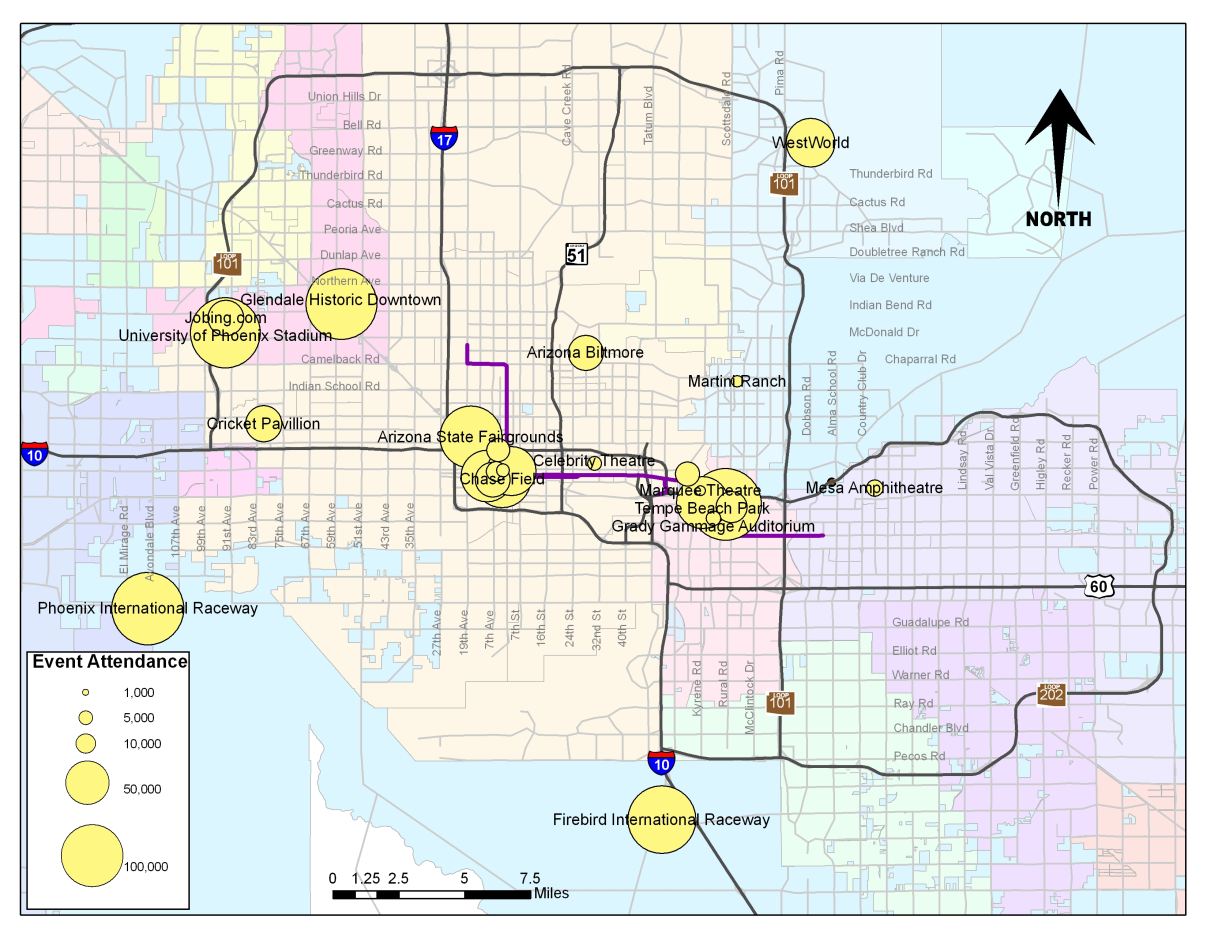 Union Hills Dr
Bell Rd
Greenway Rd
Thunderbird Rd
Cactus Rd
Peoria Ave
Dunlap Ave
Northern Ave
Camelback Rd
Indian School Rd
Cave Creek Rd
Tatum Blvd
Scottsdale Rd
Pima Rd
17
WestWorld
LOOP
101
Thunderbird Rd
Cactus Rd
Shea Blvd
Doubletree Ranch Rd
Via De Venture
Indian Bend Rd
McDonald Dr
Chaparral Rd
NORTH
51
LOOP
101
Glendale Historic Downtown
Jobing.com
University of Phoenix Stadium
Arizona Biltmore
Martini Ranch
Dobson Rd
Alma School Rd
Country Club Dr
Cricket Pavillion
Arizona State Fairgrounds
10
Celebrity Theatre
Chase Field
Marquee Theatre
Tempe Beach Park
Grady Gammage Auditorium
Mesa Amphitheatre
Lindsay Rd
Val Vista Dr
Greenfield Rd
Higley Rd
Recker Rd
Power Rd
El Mirage Rd
Avondale Blvd
107th Ave
99th Ave
91st Ave
83rd Ave
75th Ave
67th Ave
59th Ave
51st Ave
43rd Ave
35th Ave
27th Ave
19th Ave
7th Ave
7th St
16th St
24th St
32nd St
40th St
60
Phoenix International Raceway
Guadalupe Rd
Elliot Rd
Warner Rd
Ray Rd
Chandler Blvd
Pecos Rd
Kyrene Rd
Rural Rd
McClintock Dr
LOOP
101
LOOP
202
10
Firebird International Raceway
Event Attendance
1,000
5,000
10,000
50,000
100,000
0 1.25 2.5 5 7.5
Miles